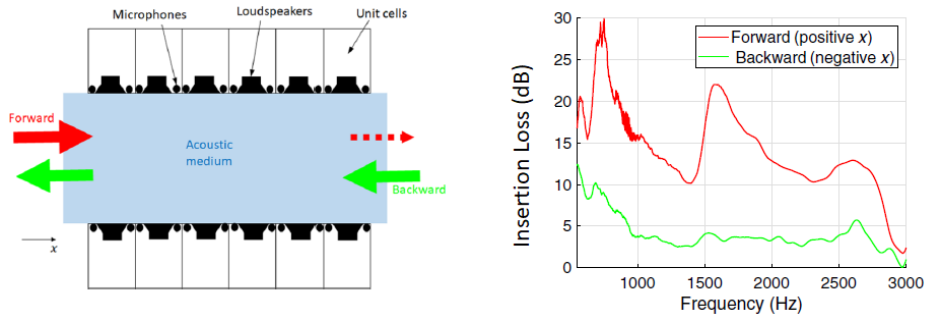 Microphones
Loudspeakers
Unit cells
Forward
Acoustic
medium
Backward
x
Insertion Loss (dB)
30
25
20
15
10
5
0
Forward (positive x)
Backward (negative x)
1000
1500
2000
2500
3000
Frequency (Hz)